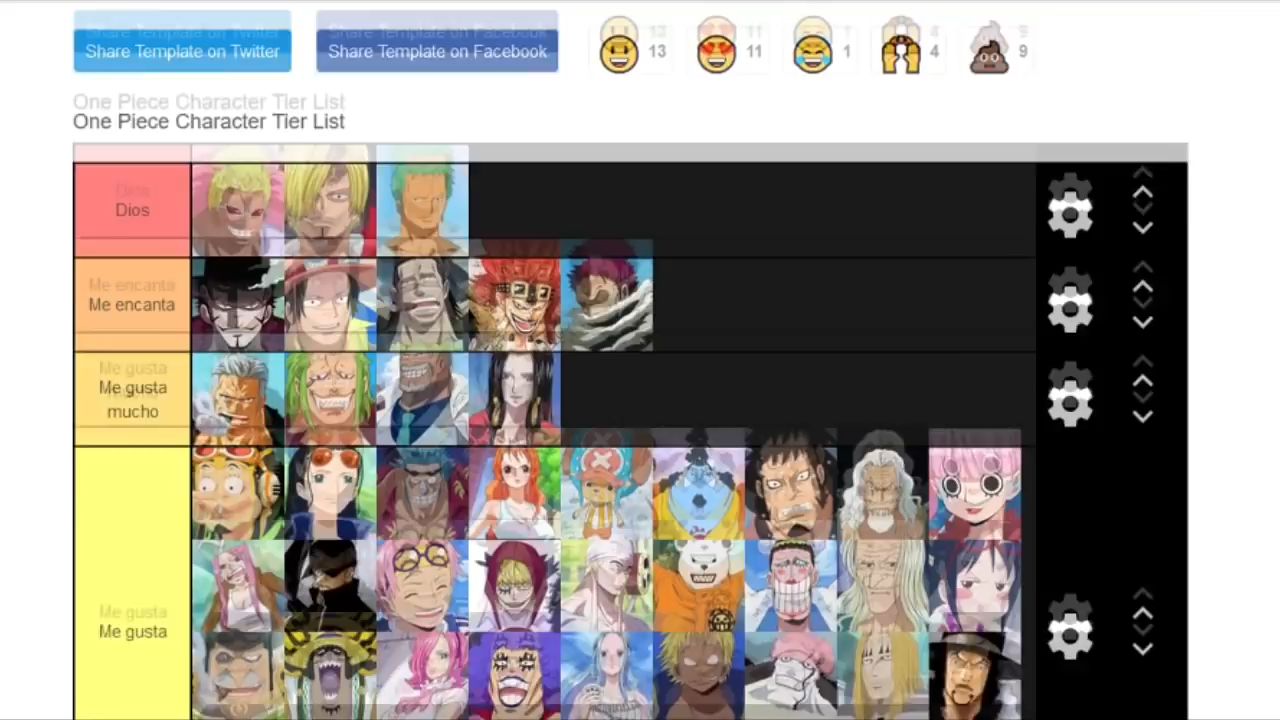 Share Template on Twitter
Share Template on Facebook
13
11
1
4
9
One Piece Character Tier List
Dios
Me encanta
Me gusta
mucho
Me gusta